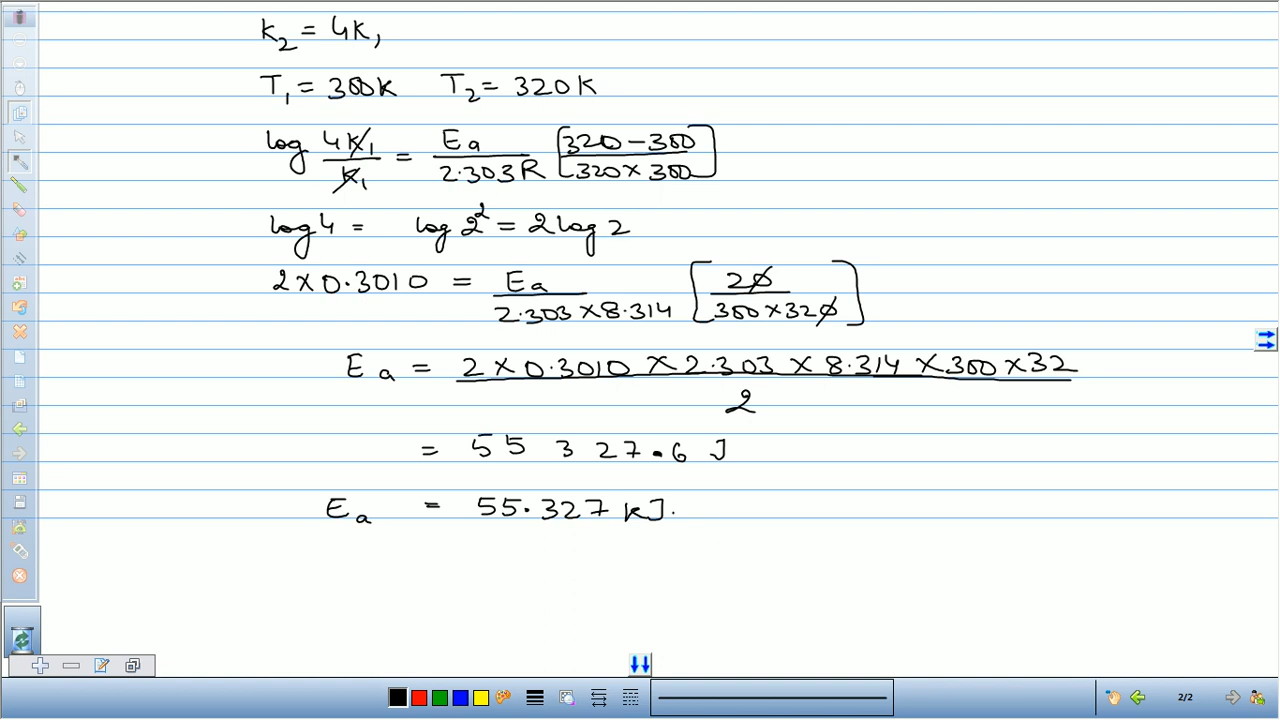 K₂ = 4K₁
T₁ = 300K T₂ = 320K
log 4K₁/K₁ = Ea/2.303R [320-300/320×300]
log 4 = log 2² = 2 log 2
2×0.3010 = Ea/2.303×8.314 [20/300×320]
Ea = 2×0.3010×2.303×8.314×300×32/2
= 55 327.6 J
Ea = 55.327 kJ.
2/2